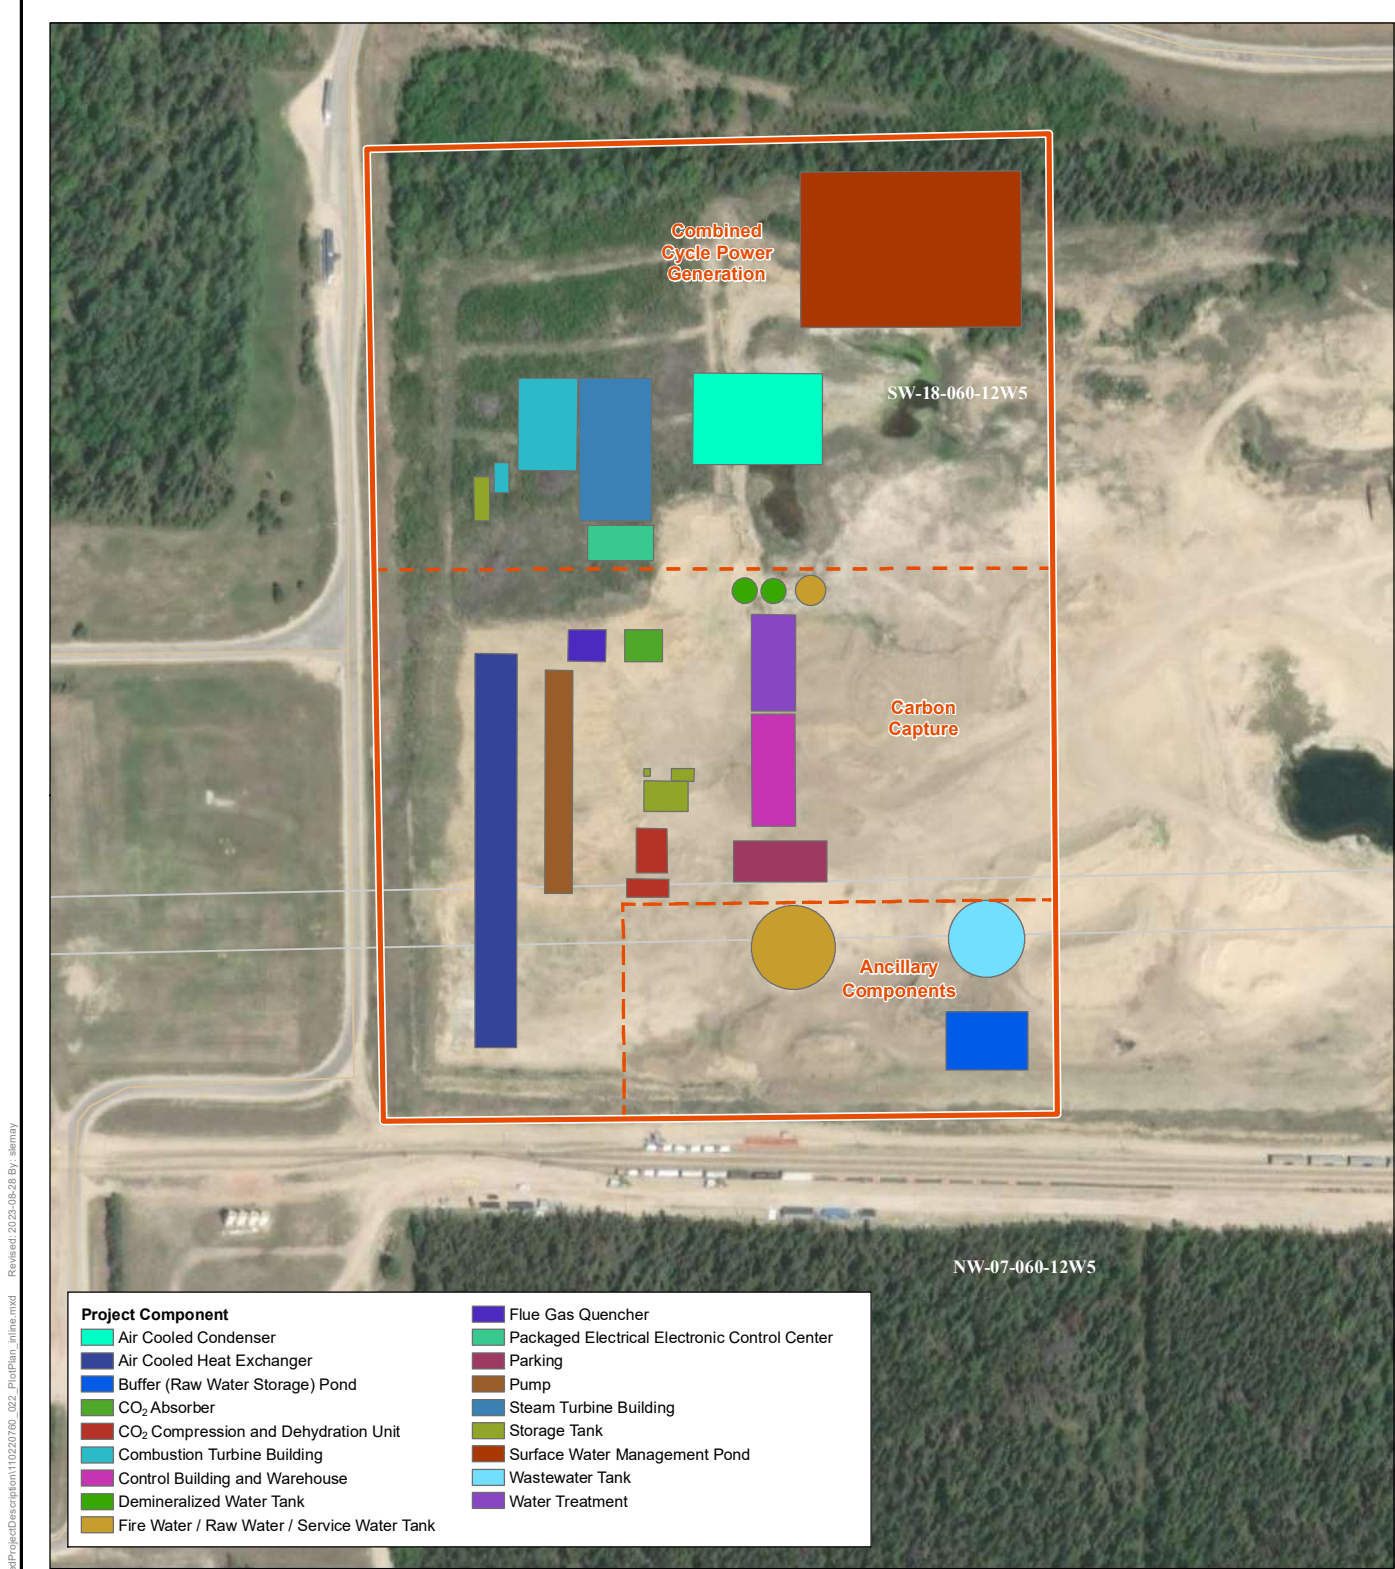 Combined
Cycle Power
Generation
SW-18-060-12W5
Carbon
Capture
Ancillary
Components
NW-07-060-12W5
Project Component
Air Cooled Condenser
Air Cooled Heat Exchanger
Buffer (Raw Water Storage) Pond
CO₂ Absorber
CO₂ Compression and Dehydration Unit
Combustion Turbine Building
Control Building and Warehouse
Demineralized Water Tank
Fire Water / Raw Water / Service Water Tank
Flue Gas Quencher
Packaged Electrical Electronic Control Center
Parking
Pump
Steam Turbine Building
Storage Tank
Surface Water Management Pond
Wastewater Tank
Water Treatment
ProjectDescription\110220760_022_PlotPlan_inline.mxd Revised: 2023-08-28 By: slemay